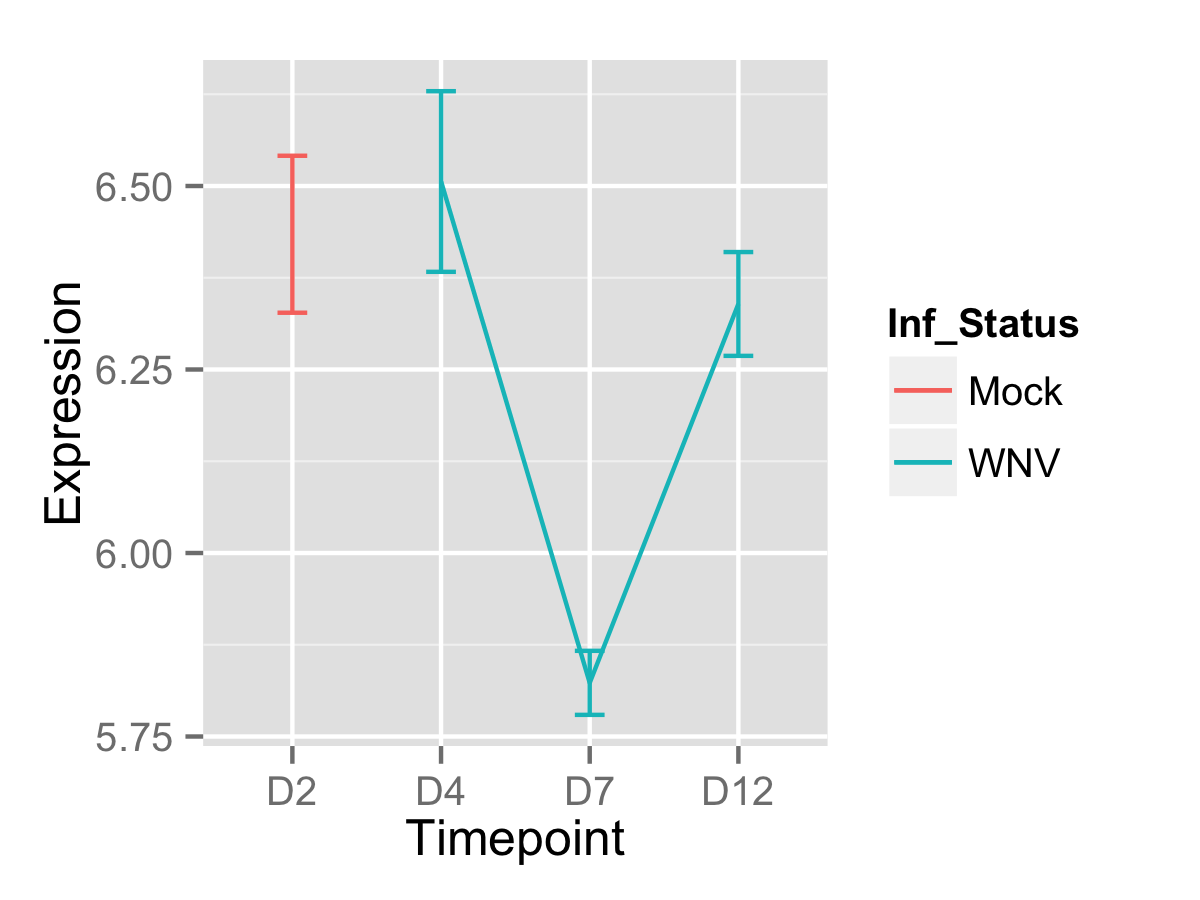 Expression
6.50
6.25
6.00
5.75
D2 D4 D7 D12
Timepoint
Inf_Status
Mock
WNV